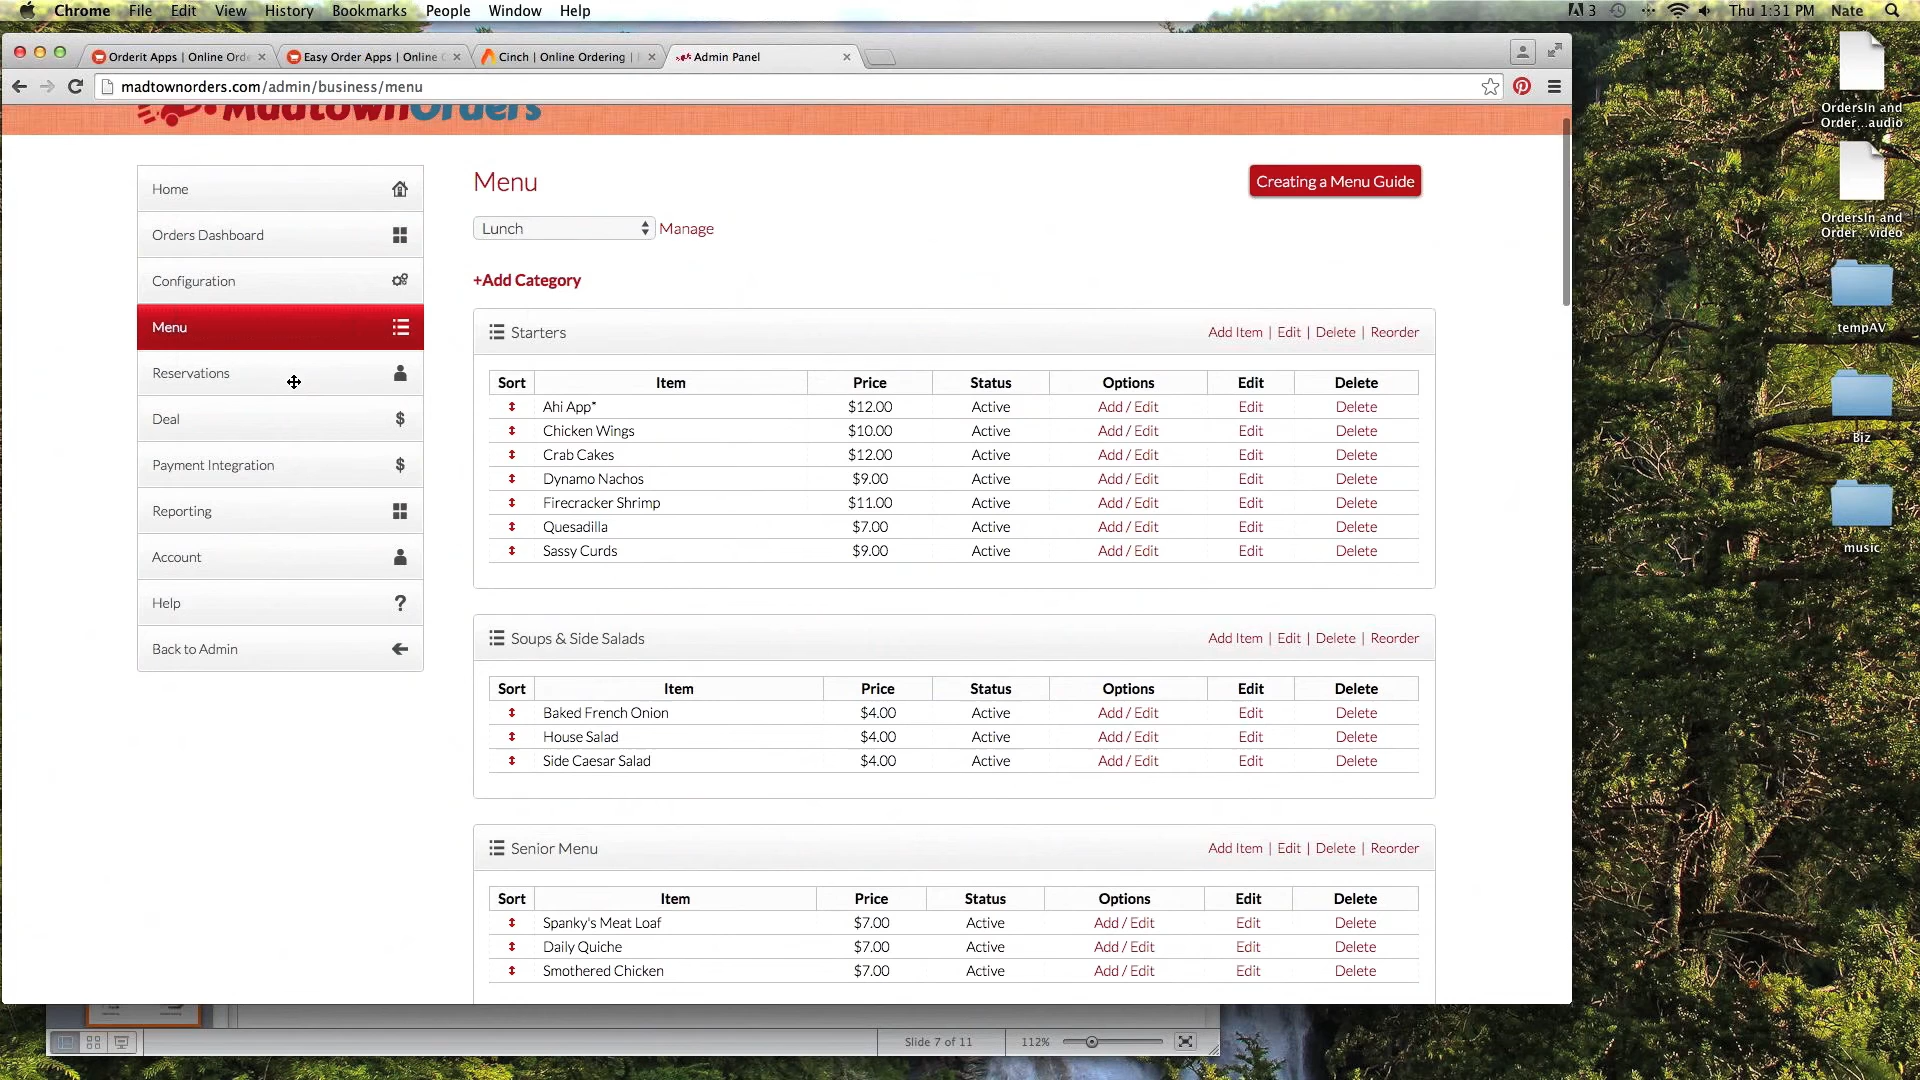 Chrome File Edit View History Bookmarks People Window Help
3 Thu 1:31 PM Nate
Orderit Apps | Online Orde
Easy Order Apps | Online O
Cinch | Online Ordering |
Admin Panel
madtownorders.com/admin/business/menu
MadtownOrders
Home
Orders Dashboard
Configuration
Menu
Reservations
Deal
Payment Integration
Reporting
Account
Help
Back to Admin
Menu
Creating a Menu Guide
Lunch Manage
+Add Category
Starters Add Item | Edit | Delete | Reorder
Sort Item Price Status Options Edit Delete
Ahi App* $12.00 Active Add / Edit Edit Delete
Chicken Wings $10.00 Active Add / Edit Edit Delete
Crab Cakes $12.00 Active Add / Edit Edit Delete
Dynamo Nachos $9.00 Active Add / Edit Edit Delete
Firecracker Shrimp $11.00 Active Add / Edit Edit Delete
Quesadilla $7.00 Active Add / Edit Edit Delete
Sassy Curds $9.00 Active Add / Edit Edit Delete
Soups & Side Salads Add Item | Edit | Delete | Reorder
Sort Item Price Status Options Edit Delete
Baked French Onion $4.00 Active Add / Edit Edit Delete
House Salad $4.00 Active Add / Edit Edit Delete
Side Caesar Salad $4.00 Active Add / Edit Edit Delete
Senior Menu Add Item | Edit | Delete | Reorder
Sort Item Price Status Options Edit Delete
Spanky's Meat Loaf $7.00 Active Add / Edit Edit Delete
Daily Quiche $7.00 Active Add / Edit Edit Delete
Smothered Chicken $7.00 Active Add / Edit Edit Delete
Slide 7 of 11 112%
OrdersIn and
Order...audio
OrdersIn and
Order...video
tempAV
Biz
music